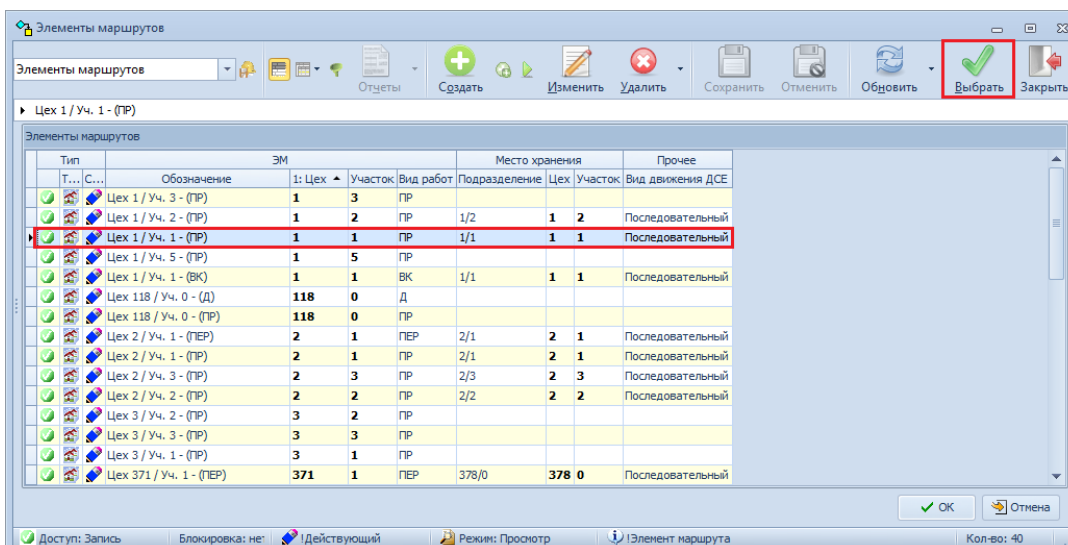 Элементы маршрутов
Элементы маршрутов Отчеты Создать Изменить Удалить Сохранить Отменить Обновить Выбрать Закрыть
Цех 1 / Уч. 1 - (ПР)
Элементы маршрутов
Тип ЭМ Место хранения Прочее
Т... С... Обозначение 1: Цех Участок Вид работ Подразделение Цех Участок Вид движения ДСЕ
Цех 1 / Уч. 3 - (ПР) 1 3 ПР
Цех 1 / Уч. 2 - (ПР) 1 2 ПР 1/2 1 2 Последовательный
Цех 1 / Уч. 1 - (ПР) 1 1 ПР 1/1 1 1 Последовательный
Цех 1 / Уч. 5 - (ПР) 1 5 ПР
Цех 1 / Уч. 1 - (ВК) 1 1 ВК 1/1 1 1 Последовательный
Цех 118 / Уч. 0 - (Д) 118 0 Д
Цех 118 / Уч. 0 - (ПР) 118 0 ПР
Цех 2 / Уч. 1 - (ПЕР) 2 1 ПЕР 2/1 2 1 Последовательный
Цех 2 / Уч. 1 - (ПР) 2 1 ПР 2/1 2 1 Последовательный
Цех 2 / Уч. 3 - (ПР) 2 3 ПР 2/3 2 3 Последовательный
Цех 2 / Уч. 2 - (ПР) 2 2 ПР 2/2 2 2 Последовательный
Цех 3 / Уч. 2 - (ПР) 3 2 ПР
Цех 3 / Уч. 3 - (ПР) 3 3 ПР
Цех 3 / Уч. 1 - (ПР) 3 1 ПР
Цех 371 / Уч. 1 - (ПЕР) 371 1 ПЕР 378/0 378 0 Последовательный
OK Отмена
Доступ: Запись Блокировка: нет !Действующий Режим: Просмотр !Элемент маршрута Кол-во: 40